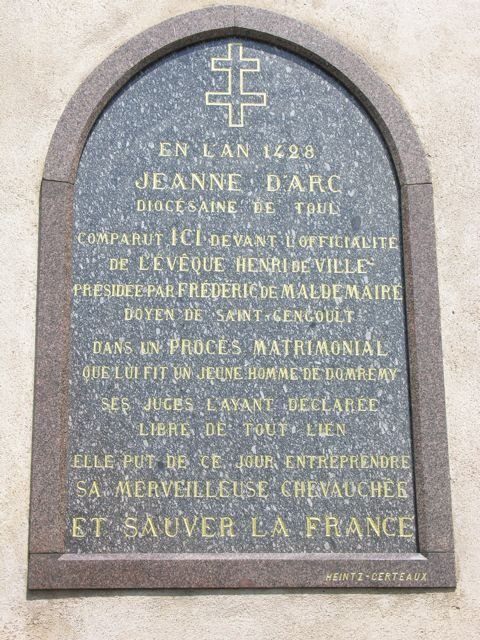 EN L'AN 1428
JEANNE D'ARC
DIOCÉSAINE DE TOUL
COMPARUT ICI DEVANT L'OFFICIALITÉ
DE L'ÉVÊQUE HENRI DE VILLE
PRÉSIDÉE PAR FRÉDÉRIC DE MALDEMAIRE
DOYEN DE SAINT-GENGOULT
DANS UN PROCÈS MATRIMONIAL
QUE LUI FIT UN JEUNE HOMME DE DOMREMY
SES JUGES L'AYANT DÉCLARÉE
LIBRE DE TOUT LIEN
ELLE PUT DE CE JOUR ENTREPRENDRE
SA MERVEILLEUSE CHEVAUCHÉE
ET SAUVER LA FRANCE
HEINTZ-CERTEAUX